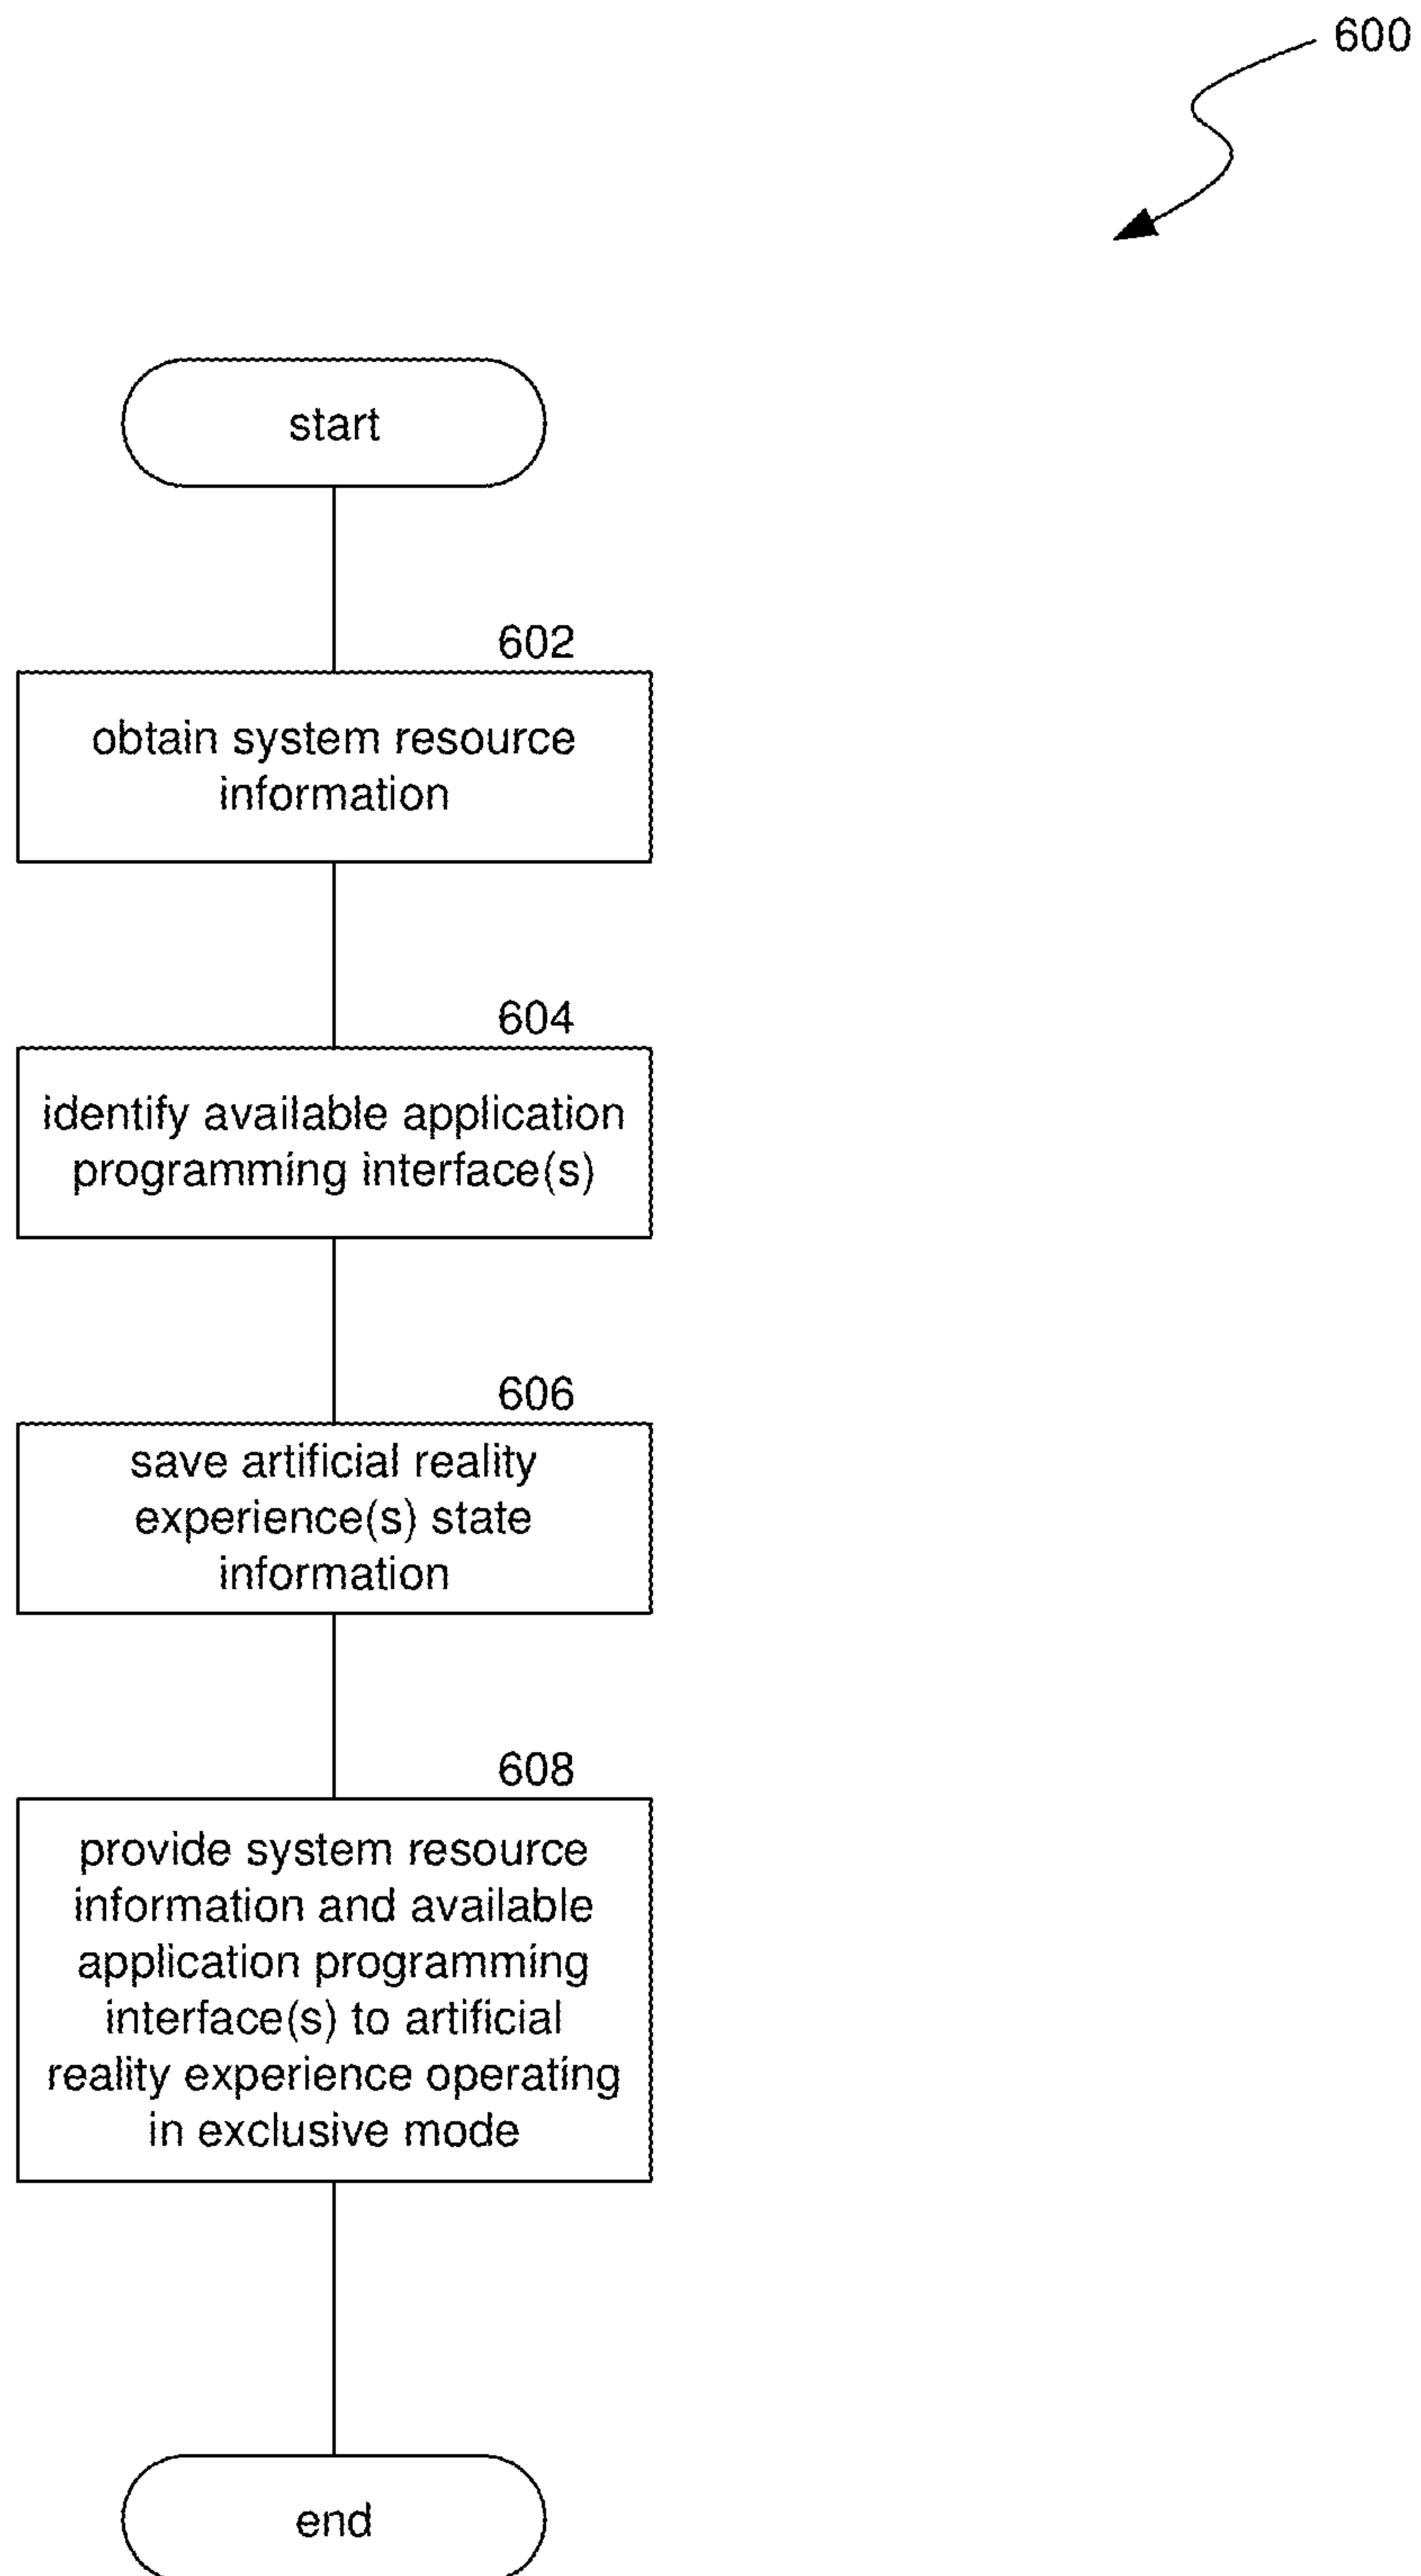 600
start
602
obtain system resource
information
604
identify available application
programming interface(s)
606
save artificial reality
experience(s) state
information
608
provide system resource
information and available
application programming
interface(s) to artificial
reality experience operating
in exclusive mode
end